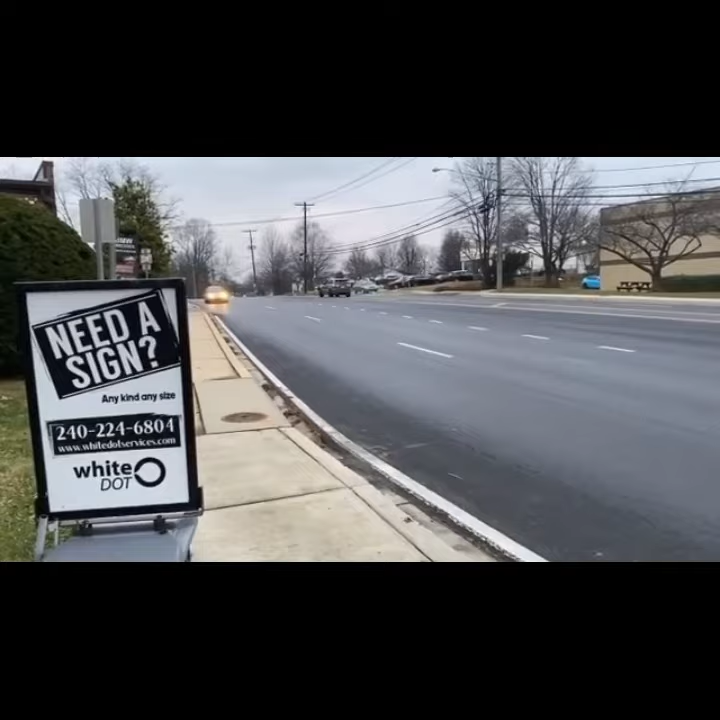 NEED A
SIGN?
Any kind any size
240-224-6804
www.whitedotservices.com
white
DOT